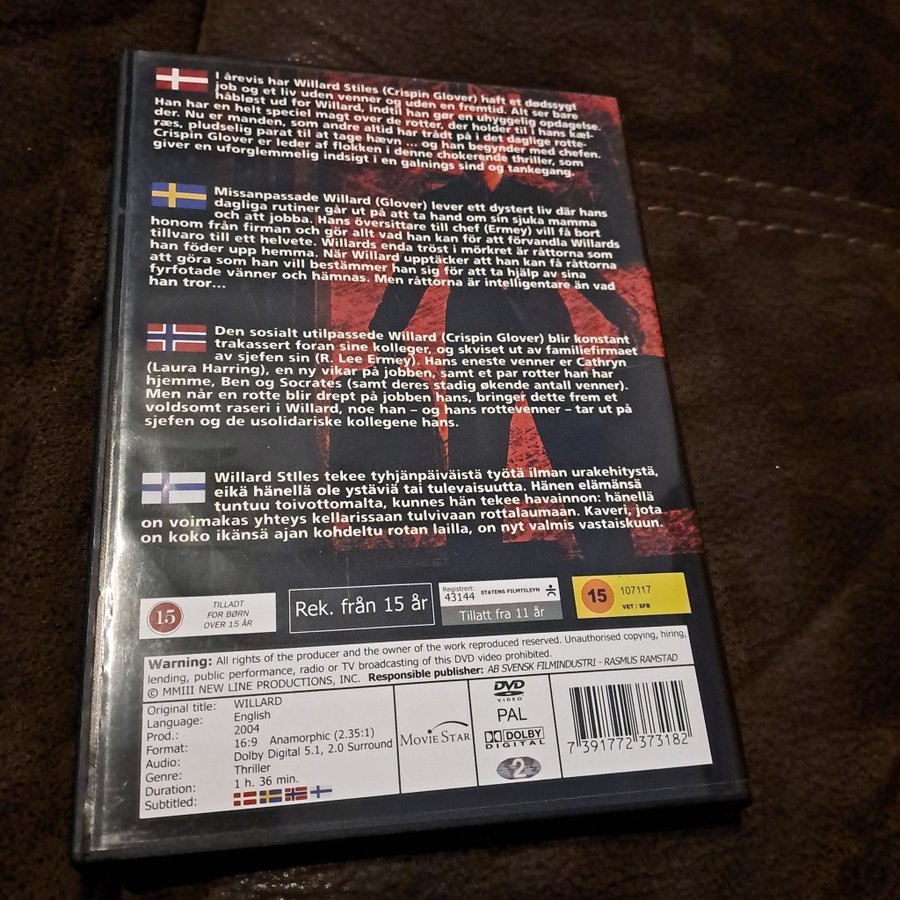 I årevis har Willard Stiles (Crispin Glover) haft et dødssygt
job og et liv uden venner og uden en fremtid. Alt ser bare
håbløst ud for Willard, indtil han gør en uhyggelig opdagelse.
Han har en helt speciel magt over de rotter, der holder til i hans kæl-
der. Nu er manden, som andre altid har trådt på i det daglige rotte-
ræs, pludselig parat til at tage hævn ... og han begynder med chefen.
Crispin Glover er leder af flokken i denne chokerende thriller, som
giver en uforglemmelig indsigt i en galnings sind og tankegang.
Missanpassade Willard (Glover) lever ett dystert liv där hans
dagliga rutiner går ut på att ta hand om sin sjuka mamma
och att jobba. Hans översittare till chef (Ermey) vill få bort
honom från firman och gör allt vad han kan för att förvandla Willards
tillvaro till ett helvete. Willards enda tröst i mörkret är råttorna som
han föder upp hemma. När Willard upptäcker att han kan få råttorna
att göra som han vill bestämmer han sig för att ta hjälp av sina
fyrfotade vänner och hämnas. Men råttorna är intelligentare än vad
han tror...
Den sosialt utilpassede Willard (Crispin Glover) blir konstant
trakassert foran sine kolleger, og skviset ut av familiefirmaet
av sjefen sin (R. Lee Ermey). Hans eneste venner er Cathryn
(Laura Harring), en ny vikar på jobben, samt et par rotter han har
hjemme, Ben og Socrates (samt deres stadig økende antall venner).
Men når en rotte blir drept på jobben hans, bringer dette frem et
voldsomt raseri i Willard, noe han – og hans rottevenner – tar ut på
sjefen og de usolidariske kollegene hans.
Willard Stlles tekee tyhjänpäiväistä työtä ilman urakehitystä,
eikä hänellä ole ystäviä tai tulevaisuutta. Hänen elämänsä
tuntuu toivottomalta, kunnes hän tekee havainnon: hänellä
on voimakas yhteys kellarissaan tulvivaan rottalaumaan. Kaveri, jota
on koko ikänsä ajan kohdeltu rotan lailla, on nyt valmis vastaiskuun.
15 TILLADT
FOR BØRN
OVER 15 ÅR
Rek. från 15 år
Registrert:
43144 STATENS FILMTILSYN
Tillatt fra 11 år
15 107117
VET / SFB
Warning: All rights of the producer and the owner of the work reproduced reserved. Unauthorised copying, hiring,
lending, public performance, radio or TV broadcasting of this DVD video prohibited.
© MMIII NEW LINE PRODUCTIONS, INC. Responsible publisher: AB SVENSK FILMINDUSTRI - RASMUS RAMSTAD
Original title: WILLARD
Language: English
Prod.: 2004
Format: 16:9 Anamorphic (2.35:1)
Audio: Dolby Digital 5.1, 2.0 Surround
Genre: Thriller
Duration: 1 h. 36 min.
Subtitled:
MOVIE STAR
DVD
VIDEO
PAL
DOLBY
DIGITAL
2
7 391772 373182